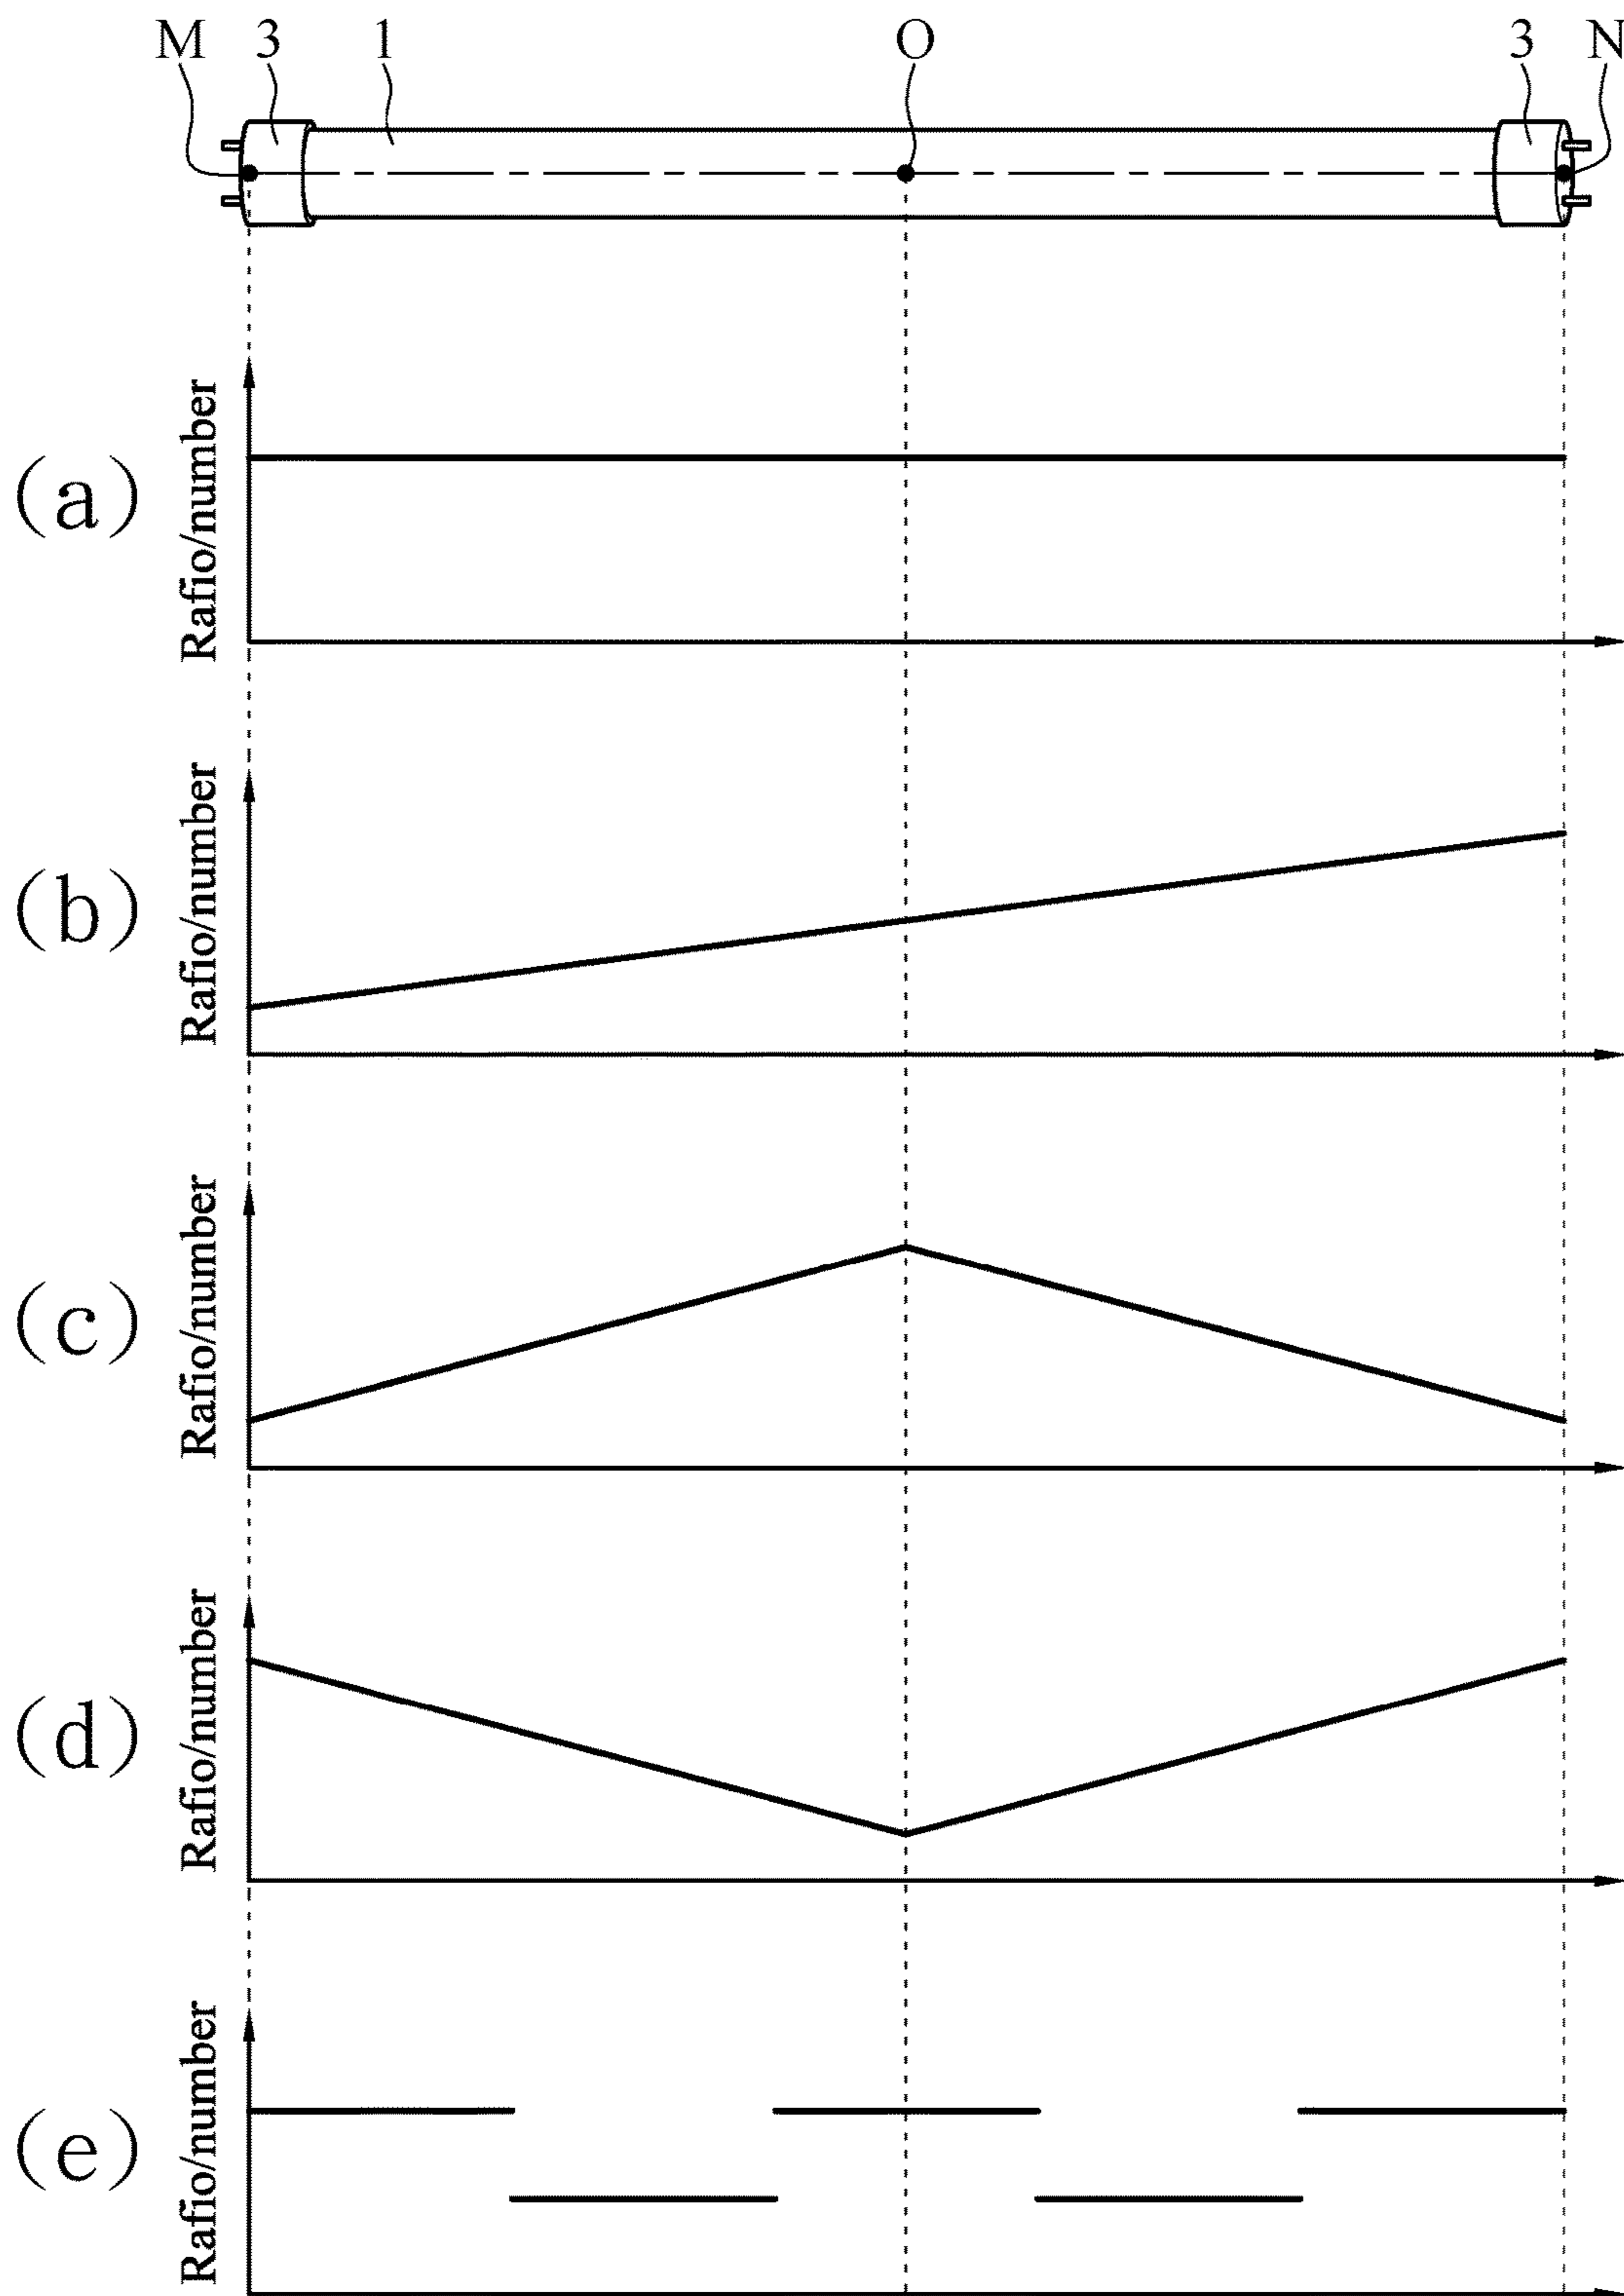 M 3 1 O 3 N
(a) Rafio/number
(b) Rafio/number
(c) Rafio/number
(d) Rafio/number
(e) Rafio/number